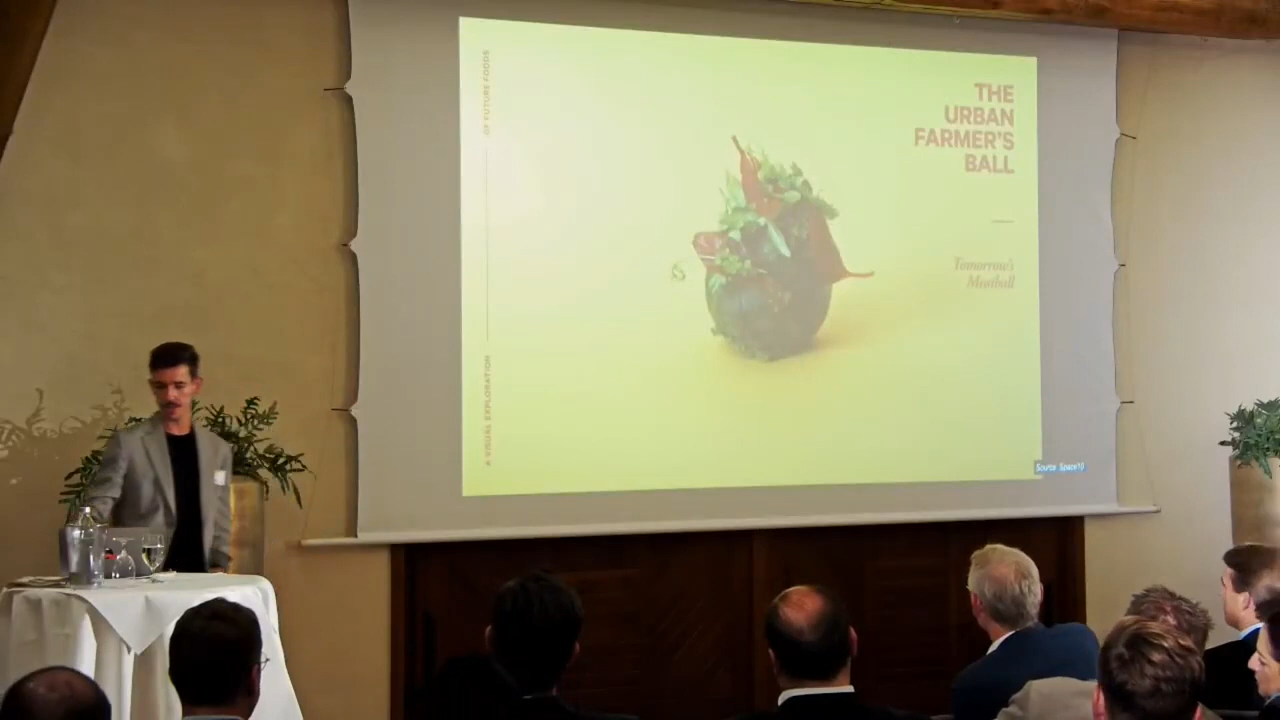 A VISUAL EXPLORATION
OF FUTURE FOODS
THE
URBAN
FARMER'S
BALL
Tomorrow's
Meatball
Source Space10